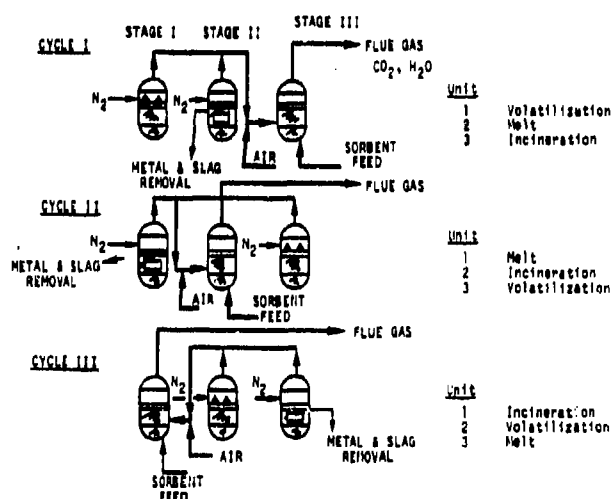 STAGE I STAGE II STAGE III
CYCLE I
FLUE GAS
CO2, H2O
N2
N2
Unit
1 Volatilization
2 Melt
3 Incineration
AIR
SORBENT
FEED
METAL & SLAG
REMOVAL
CYCLE II
FLUE GAS
N2
N2
METAL & SLAG
REMOVAL
AIR
SORBENT
FEED
Unit
1 Melt
2 Incineration
3 Volatilization
FLUE GAS
CYCLE III
N2
N2
Unit
1 Incineration
2 Volatilization
3 Melt
AIR
METAL & SLAG
REMOVAL
SORBENT
FEED